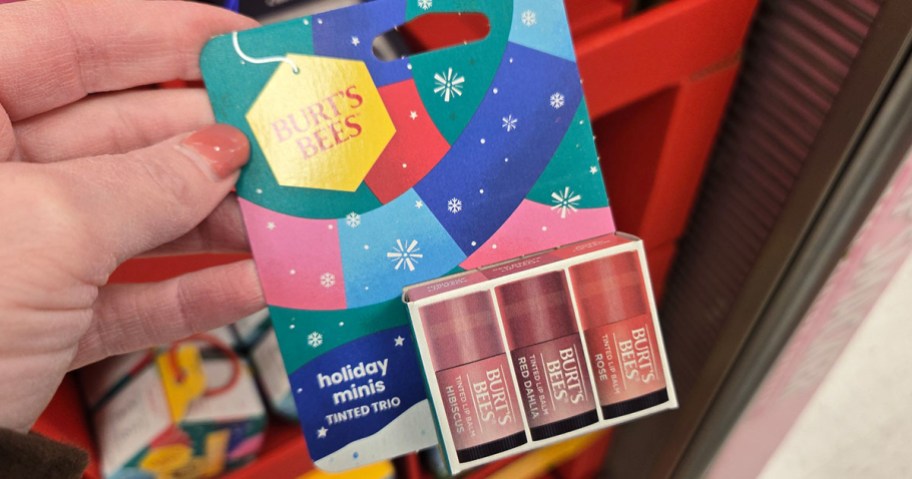 BURT'S
BEES
holiday
minis
TINTED TRIO
BURT'S
BEES
TINTED LIP BALM
HIBISCUS
BURT'S
BEES
TINTED LIP BALM
RED DAHLIA
BURT'S
BEES
TINTED LIP BALM
ROSE